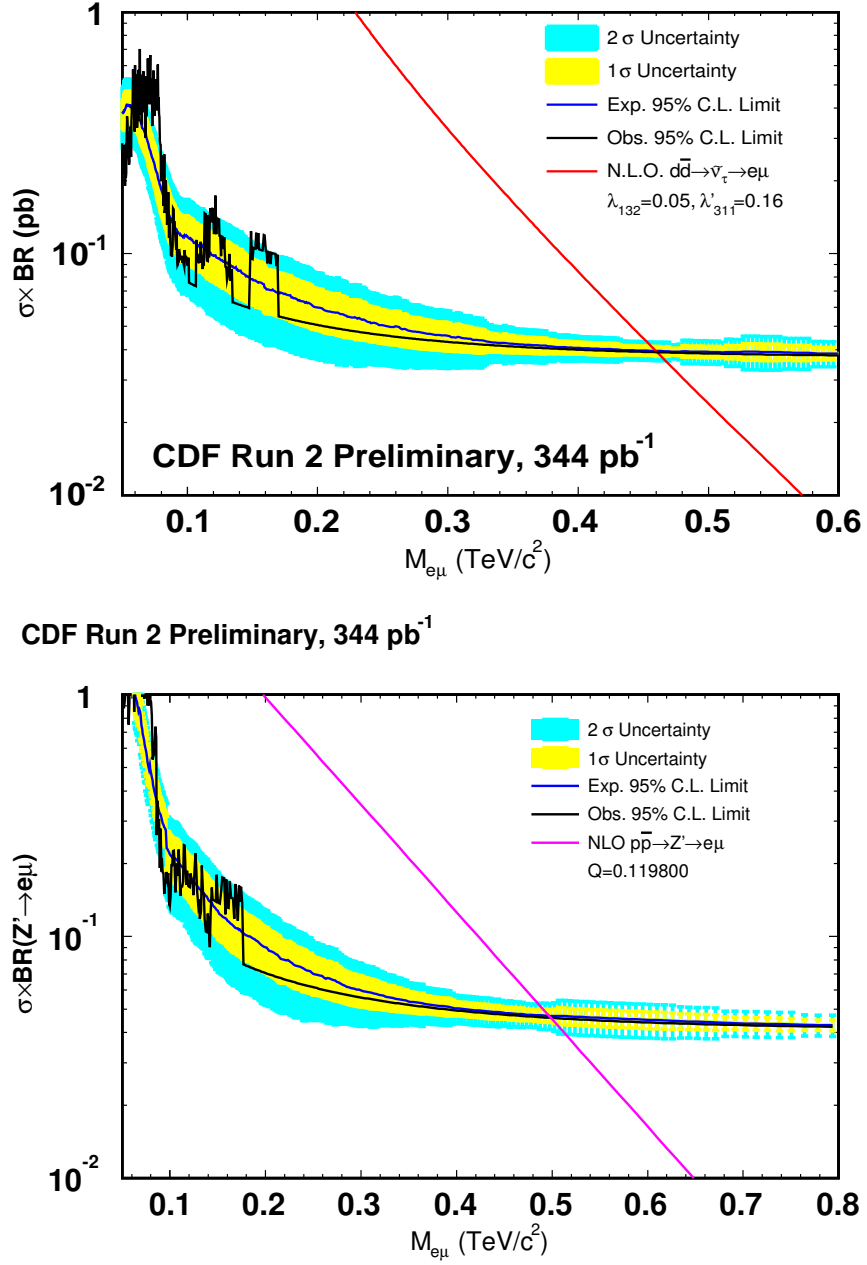 1
10⁻¹
10⁻²
σ× BR (pb)
2 σ Uncertainty
1σ Uncertainty
Exp. 95% C.L. Limit
Obs. 95% C.L. Limit
N.L.O. dd̅→ν̃_τ→eμ
λ₁₃₂=0.05, λ'₃₁₁=0.16
CDF Run 2 Preliminary, 344 pb⁻¹
0.1 0.2 0.3 0.4 0.5 0.6
M_eμ (TeV/c²)
CDF Run 2 Preliminary, 344 pb⁻¹
1
10⁻¹
10⁻²
σ×BR(Z'→eμ)
2 σ Uncertainty
1σ Uncertainty
Exp. 95% C.L. Limit
Obs. 95% C.L. Limit
NLO pp̅→Z'→eμ
Q=0.119800
0.1 0.2 0.3 0.4 0.5 0.6 0.7 0.8
M_eμ (TeV/c²)